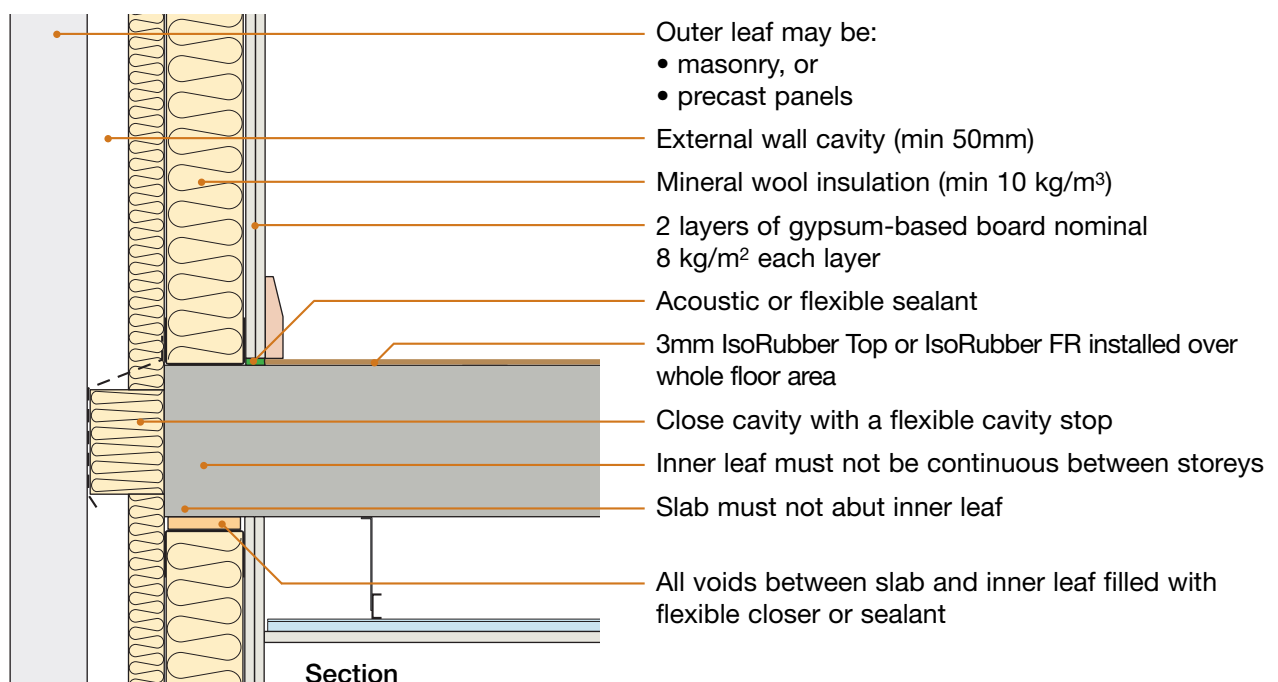 Outer leaf may be:
• masonry, or
• precast panels
External wall cavity (min 50mm)
Mineral wool insulation (min 10 kg/m³)
2 layers of gypsum-based board nominal
8 kg/m² each layer
Acoustic or flexible sealant
3mm IsoRubber Top or IsoRubber FR installed over
whole floor area
Close cavity with a flexible cavity stop
Inner leaf must not be continuous between storeys
Slab must not abut inner leaf
All voids between slab and inner leaf filled with
flexible closer or sealant
Section